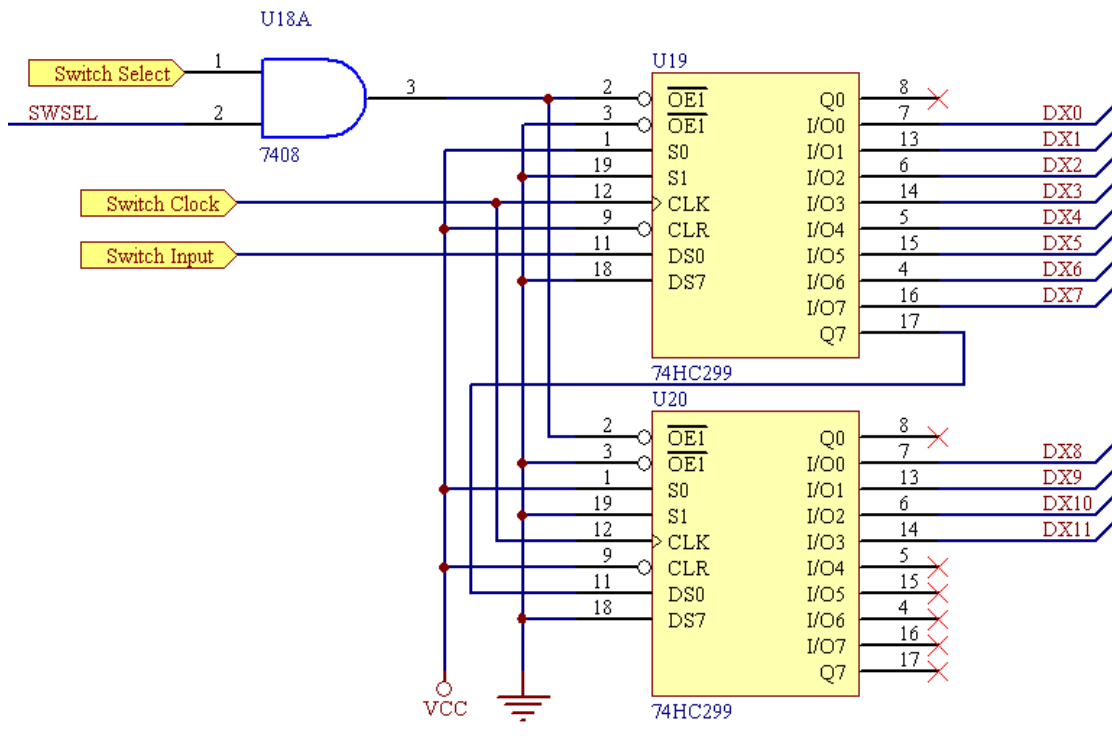 U18A
Switch Select 1
3
SWSEL 2
7408
Switch Clock
Switch Input
U19
2 OE1 Q0 8
3 OE1 I/O0 7 DX0
1 S0 I/O1 13 DX1
19 S1 I/O2 6 DX2
12 CLK I/O3 14 DX3
9 CLR I/O4 5 DX4
11 DS0 I/O5 15 DX5
18 DS7 I/O6 4 DX6
I/O7 16 DX7
Q7 17
74HC299
U20
2 OE1 Q0 8
3 OE1 I/O0 7 DX8
1 S0 I/O1 13 DX9
19 S1 I/O2 6 DX10
12 CLK I/O3 14 DX11
9 CLR I/O4 5
11 DS0 I/O5 15
18 DS7 I/O6 4
I/O7 16
Q7 17
74HC299
VCC